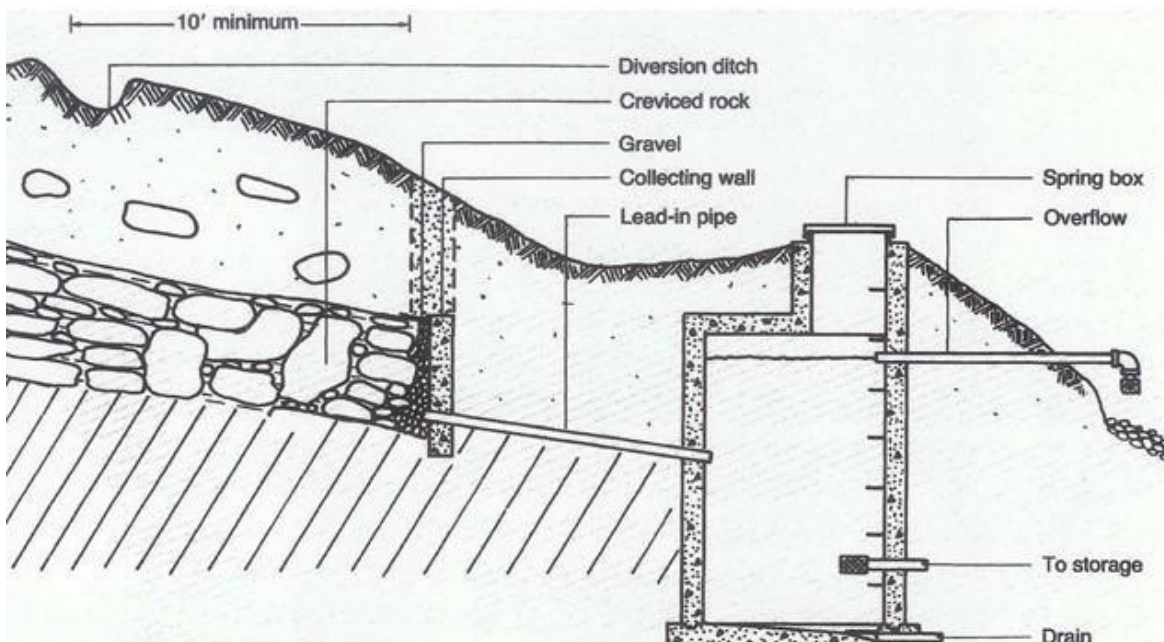 10' minimum
Diversion ditch
Creviced rock
Gravel
Collecting wall
Lead-in pipe
Spring box
Overflow
To storage
Drain